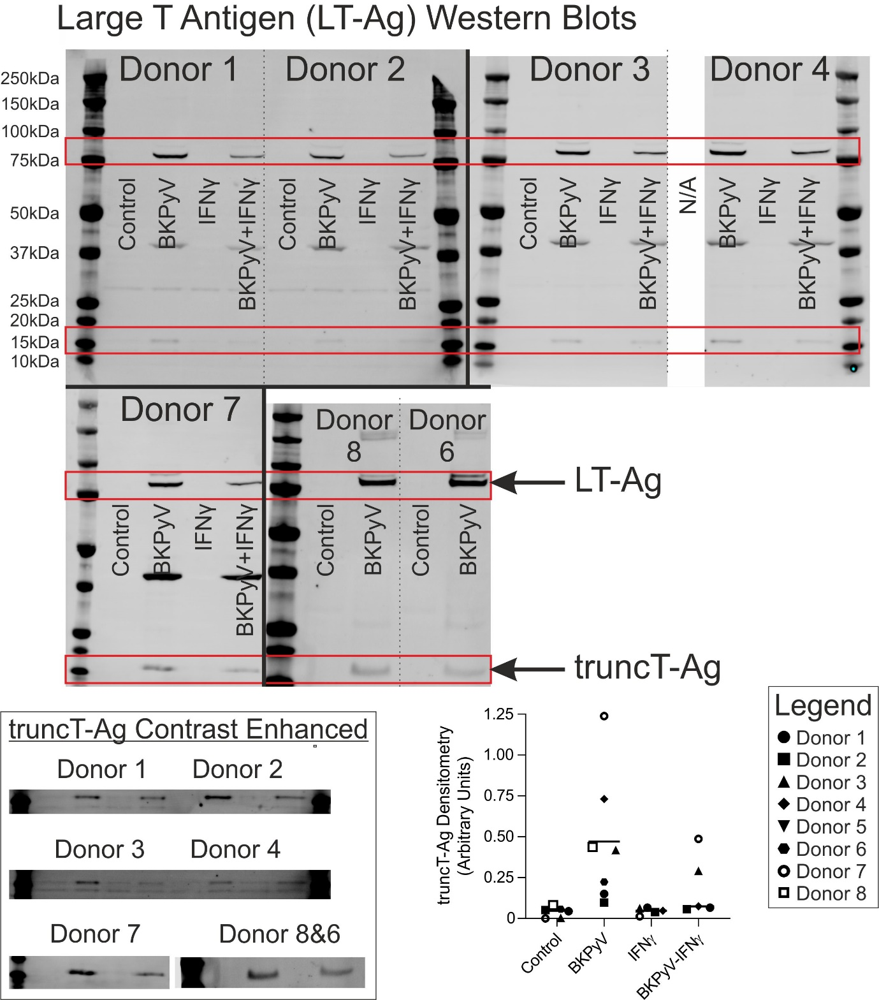 Large T Antigen (LT-Ag) Western Blots
Donor 1
Donor 2
Donor 3
Donor 4
250kDa
150kDa
100kDa
75kDa
50kDa
37kDa
25kDa
20kDa
15kDa
10kDa
Control
BKPyV
IFNγ
BKPyV+IFNγ
Control
BKPyV
IFNγ
BKPyV+IFNγ
Control
BKPyV
IFNγ
BKPyV+IFNγ
N/A
BKPyV
IFNγ
BKPyV+IFNγ
Donor 7
Donor
8
Donor
6
LT-Ag
Control
BKPyV
IFNγ
BKPyV+IFNγ
Control
BKPyV
Control
BKPyV
truncT-Ag
truncT-Ag Contrast Enhanced
Donor 1
Donor 2
Donor 3
Donor 4
Donor 7
Donor 8&6
truncT-Ag Densitometry
(Arbitrary Units)
1.25
1.00
0.75
0.50
0.25
0
Control
BKPyV
IFNγ
BKPyV-IFNγ
Legend
Donor 1
Donor 2
Donor 3
Donor 4
Donor 5
Donor 6
Donor 7
Donor 8